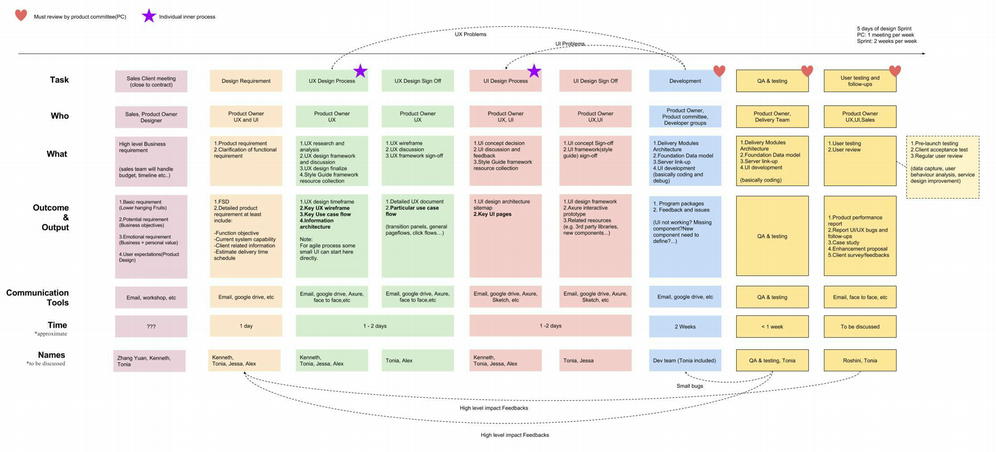 Must review by product committee(PC)
Individual inner process
5 days of design Sprint
PC: 1 meeting per week
Sprint: 2 weeks per week
UX Problems
UI Problems
Task
Sales Client meeting
(close to contract)
Design Requirement
UX Design Process
UX Design Sign Off
UI Design Process
UI Design Sign Off
Development
QA & testing
User testing and
follow-ups
Who
Sales, Product Owner
Designer
Product Owner
UX and UI
Product Owner
UX
Product Owner
UX
Product Owner
UX, UI
Product Owner
UX,UI
Product Owner,
Product committee,
Developer groups
Product Owner,
Delivery Team
Product Owner
UX,UI,Sales
What
High level Business
requirement
(sales team will handle
budget, timeline etc..)
1.Product requirement
2.Clarification of functional
requirement
1.UX research and
analysis
2.UX design framework
and discussion
3.UX design finalize
4.Style Guide framework
resource collection
1.UX wireframe
2.UX discussion
3.UX framework sign-off
1.UI concept decision
2.UI discussion and
feedback
3.Style Guide framework
resource collection
1.UI concept Sign-off
2.UI framework(style
guide) sign-off
1.Delivery Modules
Architecture
2.Foundation Data model
3.Server link-up
4.UI development
(basically coding and
debug)
1.Delivery Modules
Architecture
2.Foundation Data model
3.Server link-up
4.UI development
(basically coding)
1.User testing
2.User review
1.Pre-launch testing
2.Client acceptance test
3.Regular user review
(data capture, user
behaviour analysis, service
design improvement)
Outcome
&
Output
1.Basic requirement
(Lower hanging Fruits)
2.Potential requirement
(Business objectives)
3.Emotional requirement
(Business + personal value)
4.User expectations(Product
Design)
1.FSD
2.Detailed product
requirement at least
include:
-Function objective
-Current system capability
-Client related information
-Estimate delivery time
schedule
1.UX design timeframe
2.Key UX wireframe
3.Key Use case flow
4.Information
architecture
Note:
For agile process some
small UI can start here
directly.
1.Detailed UX document
2.Particular use case
flow
(transition panels, general
pageflows, click flows...)
1.UI design architecture
sitemap
2.Key UI pages
1.UI design framework
2.Axure interactive
prototype
3.Related resources
(e.g. 3rd party libraries,
new components...)
1. Program packages
2. Feedback and issues
(UI not working? Missing
component?New
component need to
define?...)
QA & testing
1.Product performance
report
2.Report UI/UX bugs and
follow-ups
3.Case study
4.Enhancement proposal
5.Client survey/feedbacks
Communication
Tools
Email, workshop, etc
Email, google drive, etc
Email, google drive, Axure,
face to face,etc
Email, google drive, Axure,
face to face,etc
Email, google drive, Axure,
Sketch, etc
Email, google drive, Axure,
Sketch, etc
Email, google drive, etc
QA & testing
Email, face to face, etc
Time
*approximate
???
1 day
1 - 2 days
1 -2 days
2 Weeks
< 1 week
To be discussed
Names
*to be discussed
Zhang Yuan, Kenneth,
Tonia
Kenneth,
Tonia, Jessa, Alex
Kenneth,
Tonia, Jessa, Alex
Tonia, Alex
Kenneth,
Tonia, Jessa, Alex
Tonia, Jessa
Dev team (Tonia included)
QA & testing, Tonia
Roshini, Tonia
Small bugs
High level impact Feedbacks
High level impact Feedbacks